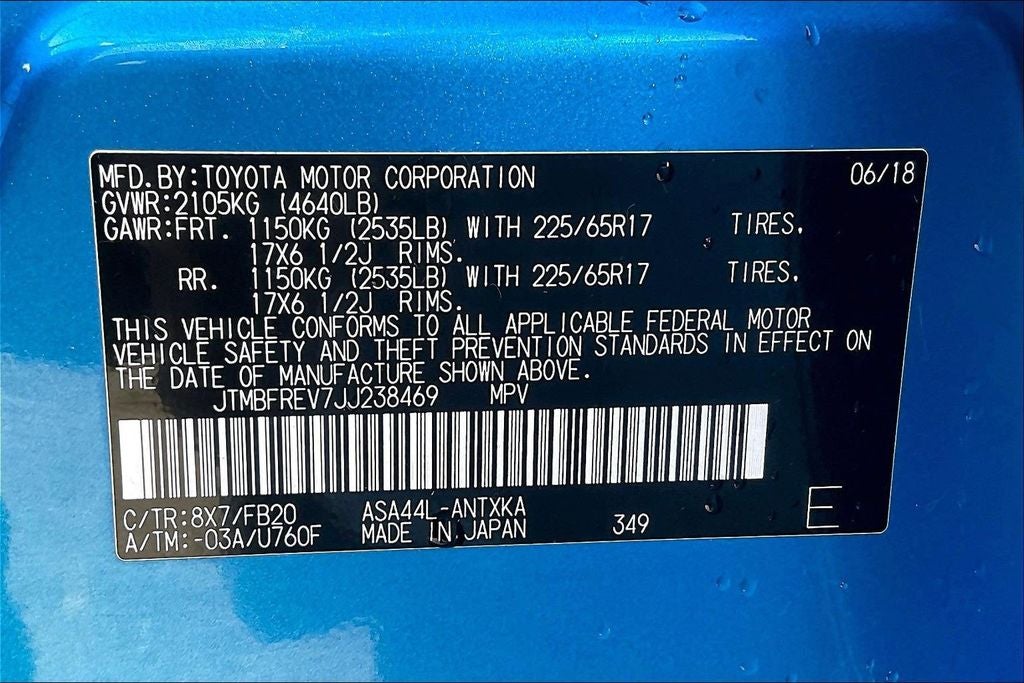 MFD.BY:TOYOTA MOTOR CORPORATION 06/18
GVWR:2105KG (4640LB)
GAWR:FRT. 1150KG (2535LB) WITH 225/65R17 TIRES.
17X6 1/2J RIMS.
RR. 1150KG (2535LB) WITH 225/65R17 TIRES.
17X6 1/2J RIMS.
THIS VEHICLE CONFORMS TO ALL APPLICABLE FEDERAL MOTOR
VEHICLE SAFETY AND THEFT PREVENTION STANDARDS IN EFFECT ON
THE DATE OF MANUFACTURE SHOWN ABOVE.
JTMBFREV7JJ238469 MPV
C/TR:8X7/FB20 ASA44L-ANTXKA
A/TM:-03A/U760F MADE IN JAPAN 349 E